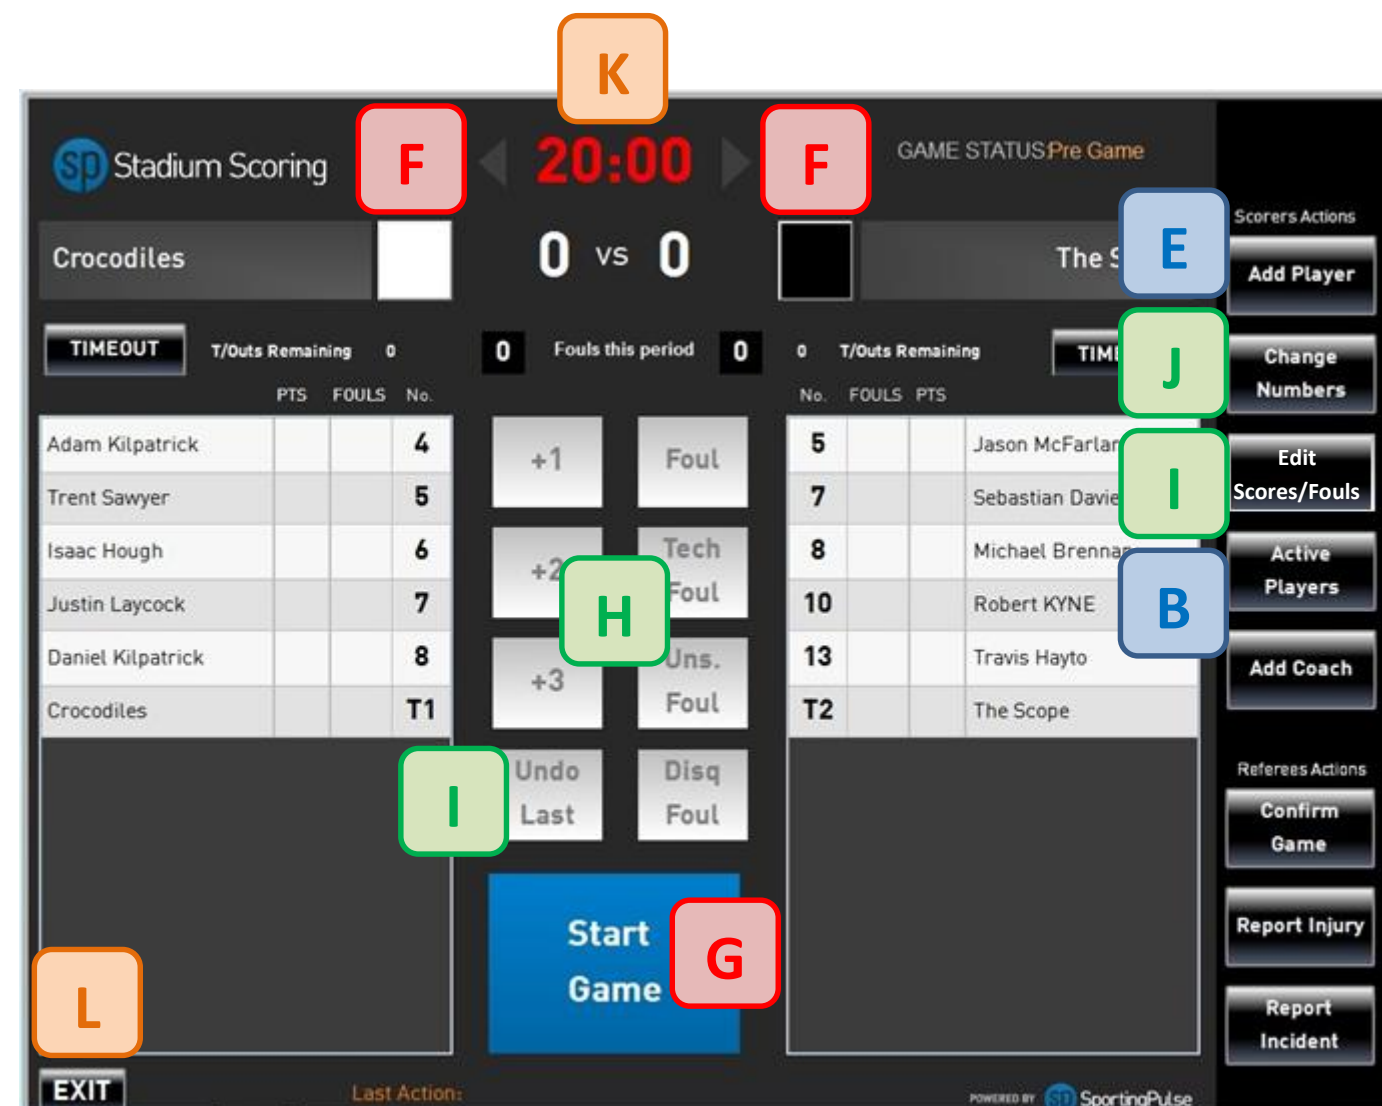 K
sp Stadium Scoring
F
20:00
F
GAME STATUS:Pre Game
Crocodiles
0 vs 0
The S
E
Scorers Actions
Add Player
TIMEOUT
T/Outs Remaining 0
0 Fouls this period 0
0 T/Outs Remaining
TIM
J
Change
Numbers
PTS FOULS No.
No. FOULS PTS
Adam Kilpatrick 4
Trent Sawyer 5
Isaac Hough 6
Justin Laycock 7
Daniel Kilpatrick 8
Crocodiles T1
+1 Foul
+2 Tech
Foul
H
+3 Uns.
Foul
I
Undo
Last
Disq
Foul
5 Jason McFarlan
7 Sebastian Davie
8 Michael Brennan
10 Robert KYNE
13 Travis Hayto
T2 The Scope
I
Edit
Scores/Fouls
B
Active
Players
Add Coach
Referees Actions
Confirm
Game
Report Injury
Report
Incident
Start
Game
G
L
EXIT
Last Action:
POWERED BY sp SportingPulse